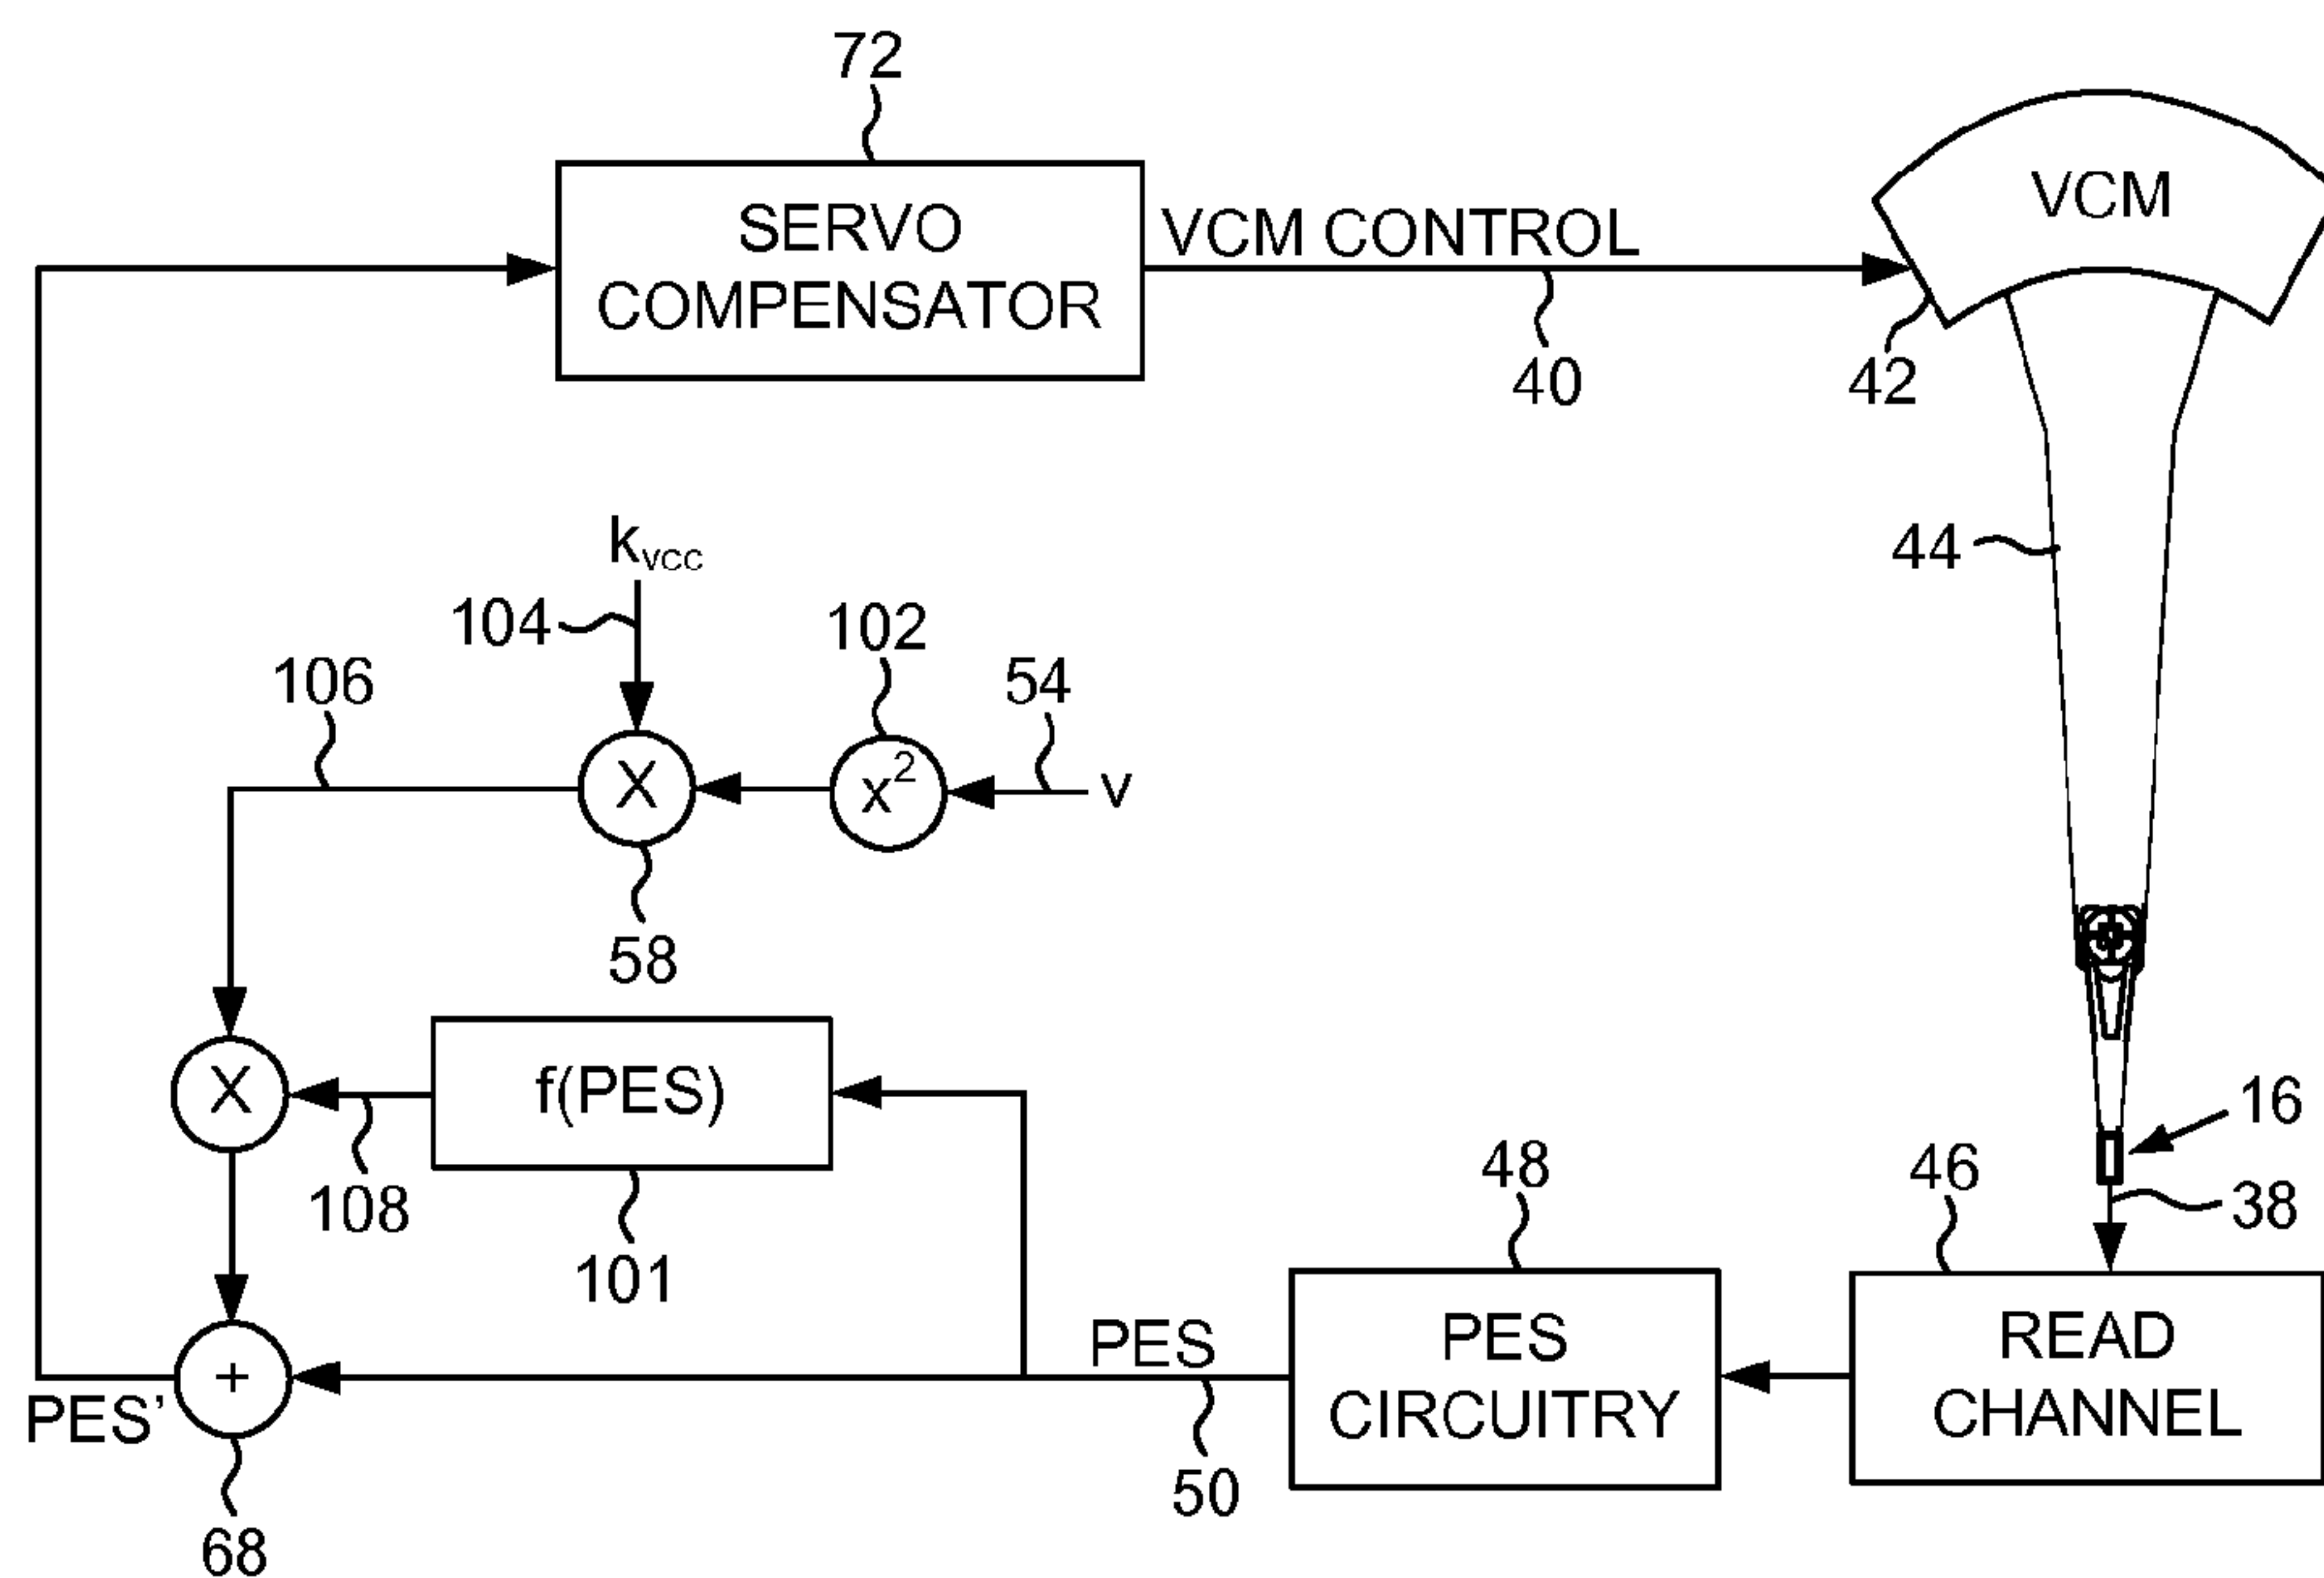 72
SERVO
COMPENSATOR
VCM CONTROL
VCM
40
42
44
kVCC
104
102
54
106
X
x²
v
58
X
f(PES)
108
101
16
38
48
46
PES
PES
CIRCUITRY
READ
CHANNEL
+
PES’
50
68